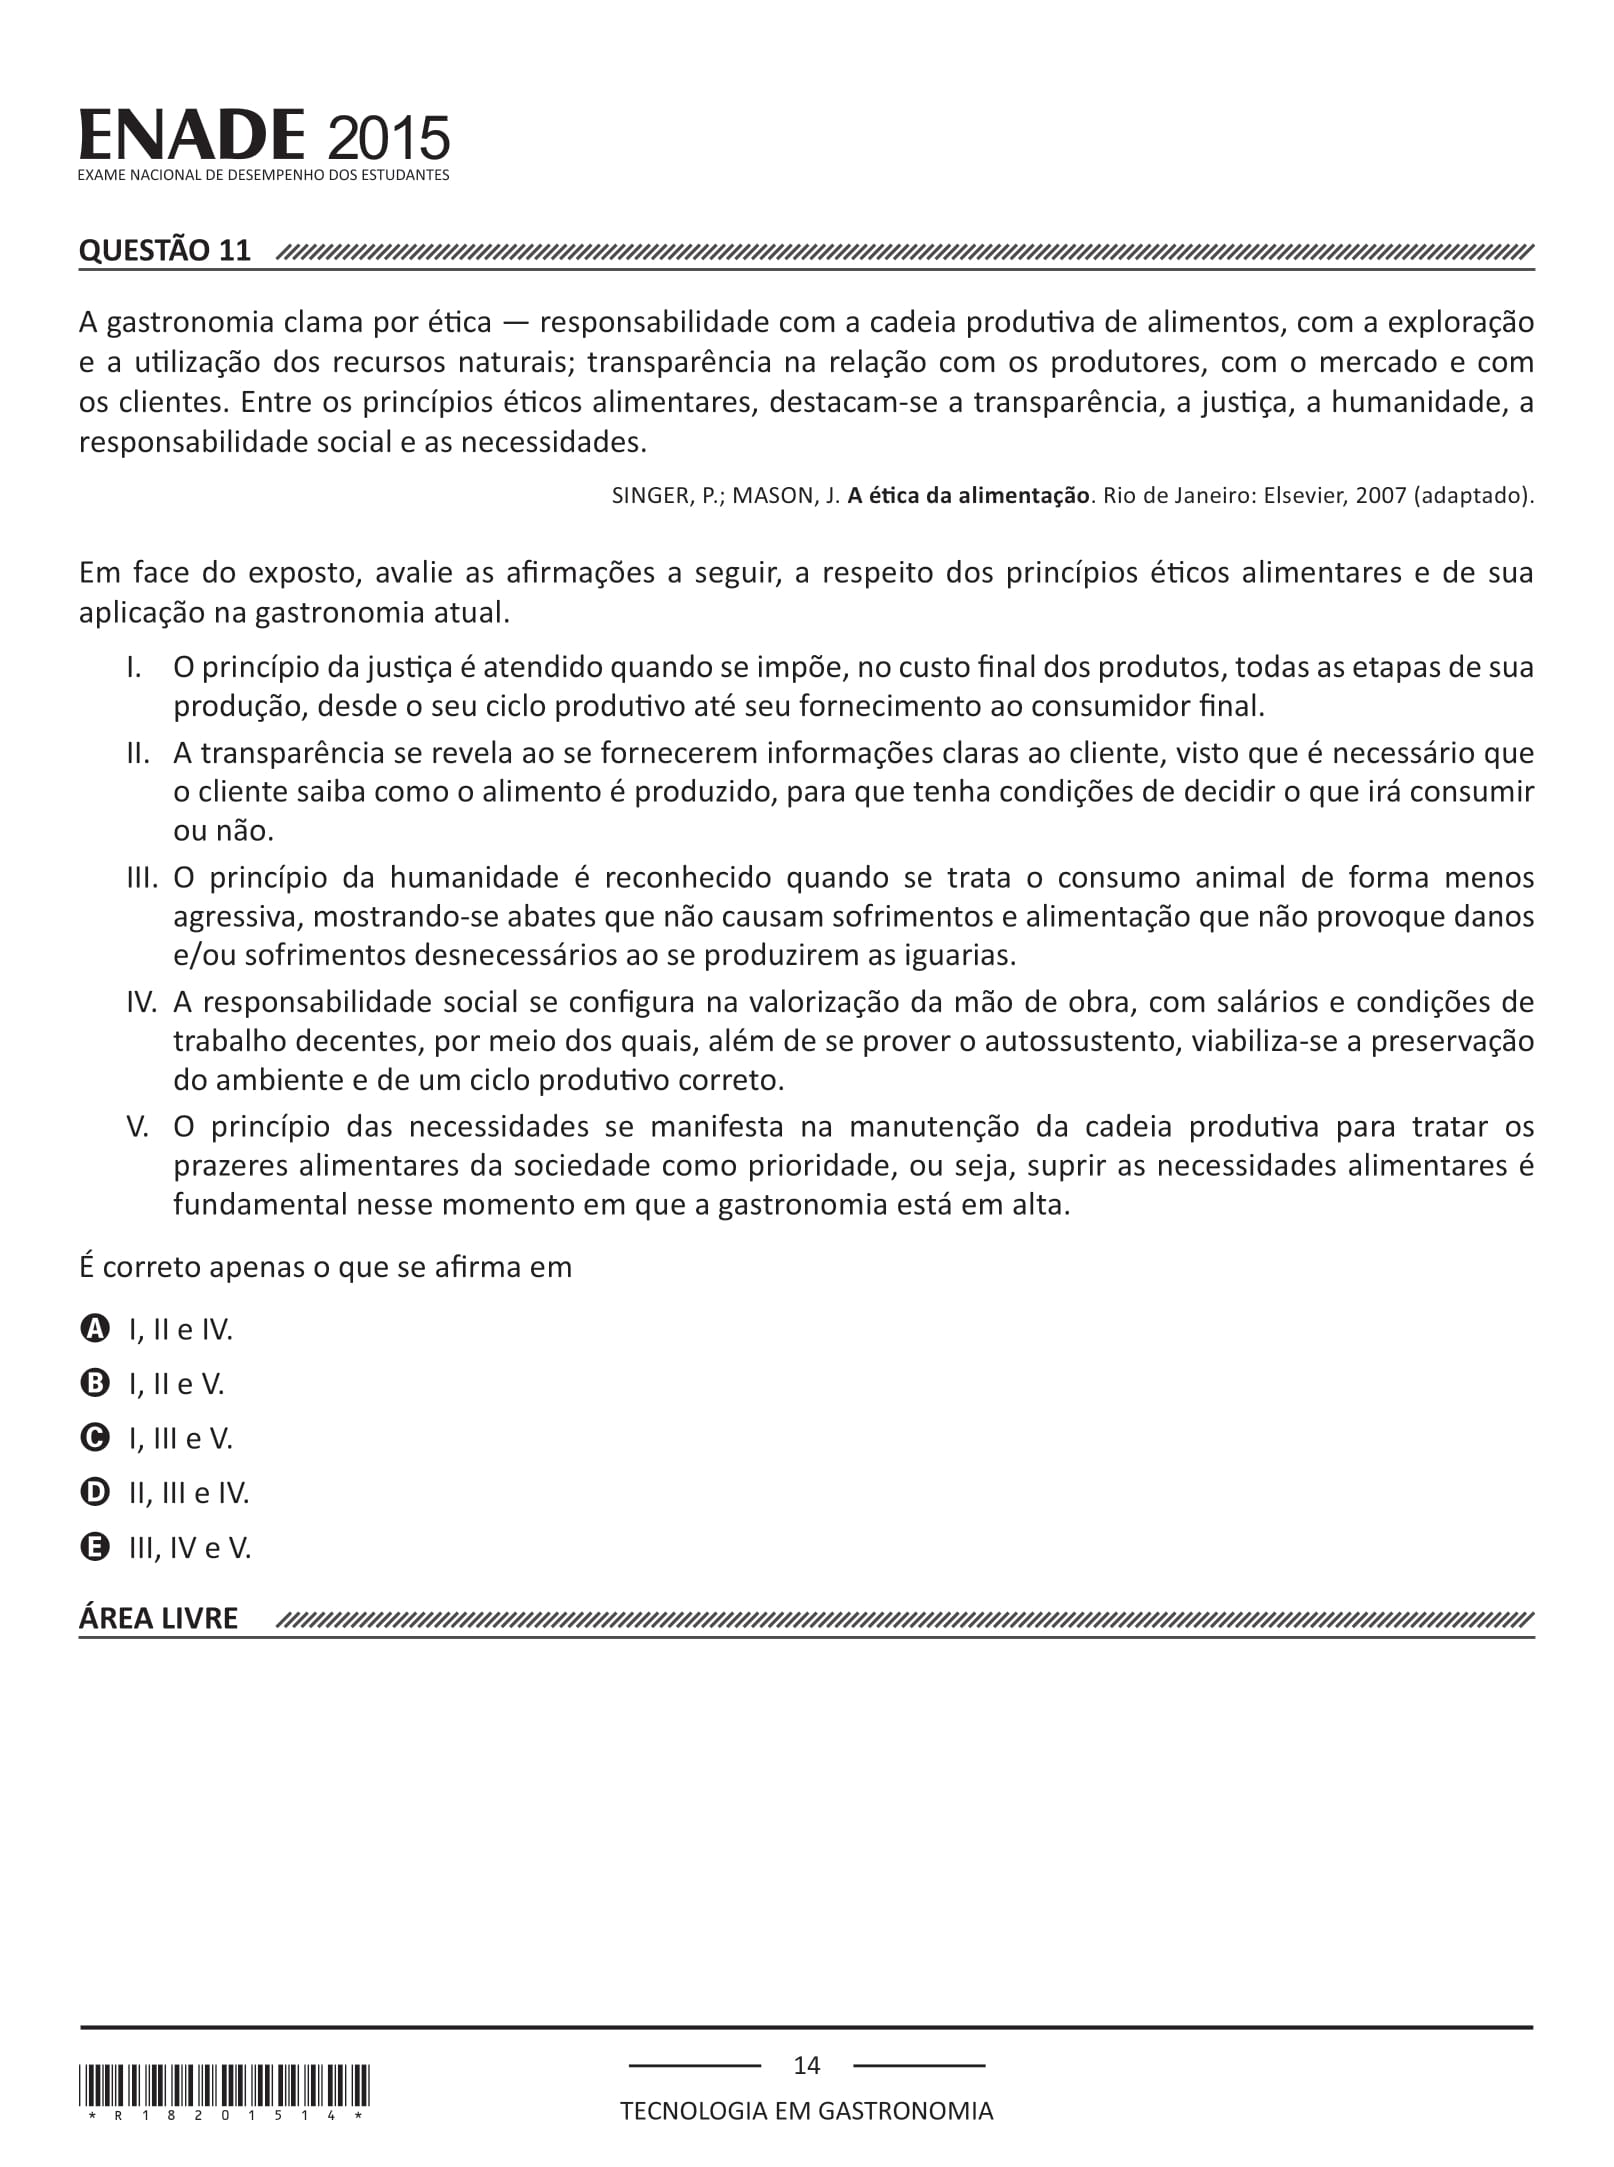 ENADE 2015
EXAME NACIONAL DE DESEMPENHO DOS ESTUDANTES
QUESTÃO 11
A gastronomia clama por ética — responsabilidade com a cadeia produtiva de alimentos, com a exploração
e a utilização dos recursos naturais; transparência na relação com os produtores, com o mercado e com
os clientes. Entre os princípios éticos alimentares, destacam-se a transparência, a justiça, a humanidade, a
responsabilidade social e as necessidades.
SINGER, P.; MASON, J. A ética da alimentação. Rio de Janeiro: Elsevier, 2007 (adaptado).
Em face do exposto, avalie as afirmações a seguir, a respeito dos princípios éticos alimentares e de sua
aplicação na gastronomia atual.
I. O princípio da justiça é atendido quando se impõe, no custo final dos produtos, todas as etapas de sua
produção, desde o seu ciclo produtivo até seu fornecimento ao consumidor final.
II. A transparência se revela ao se fornecerem informações claras ao cliente, visto que é necessário que
o cliente saiba como o alimento é produzido, para que tenha condições de decidir o que irá consumir
ou não.
III. O princípio da humanidade é reconhecido quando se trata o consumo animal de forma menos
agressiva, mostrando-se abates que não causam sofrimentos e alimentação que não provoque danos
e/ou sofrimentos desnecessários ao se produzirem as iguarias.
IV. A responsabilidade social se configura na valorização da mão de obra, com salários e condições de
trabalho decentes, por meio dos quais, além de se prover o autossustento, viabiliza-se a preservação
do ambiente e de um ciclo produtivo correto.
V. O princípio das necessidades se manifesta na manutenção da cadeia produtiva para tratar os
prazeres alimentares da sociedade como prioridade, ou seja, suprir as necessidades alimentares é
fundamental nesse momento em que a gastronomia está em alta.
É correto apenas o que se afirma em
A I, II e IV.
B I, II e V.
C I, III e V.
D II, III e IV.
E III, IV e V.
ÁREA LIVRE
14
* R 1 8 2 0 1 5 1 4 *
TECNOLOGIA EM GASTRONOMIA